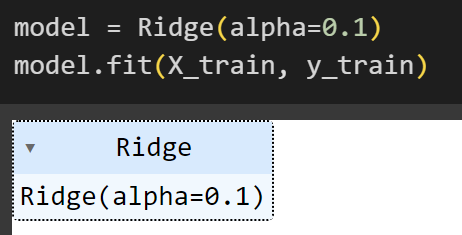 model = Ridge(alpha=0.1)
model.fit(X_train, y_train)
Ridge
Ridge(alpha=0.1)